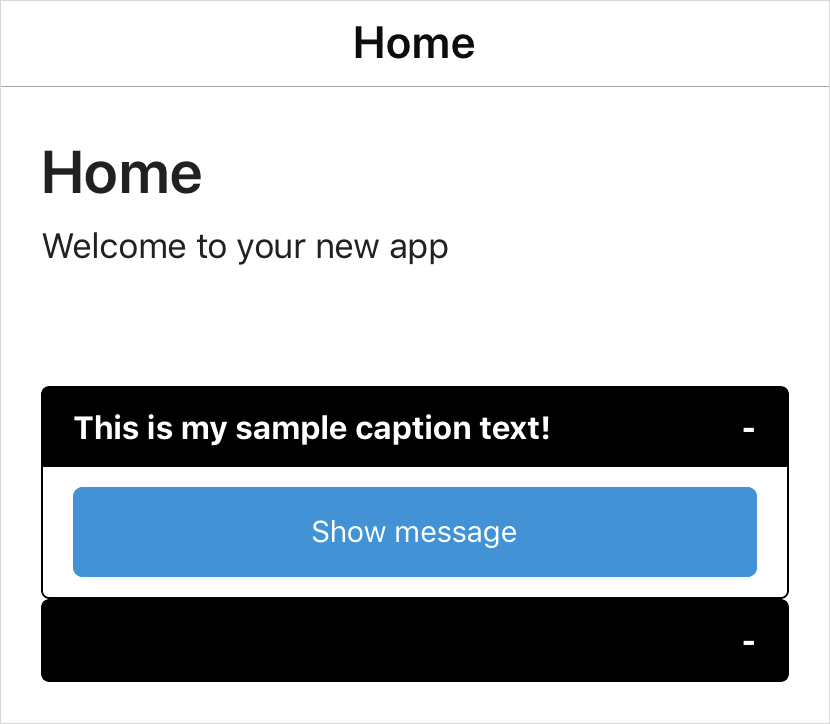 Home
Home
Welcome to your new app
This is my sample caption text! -
Show message
-